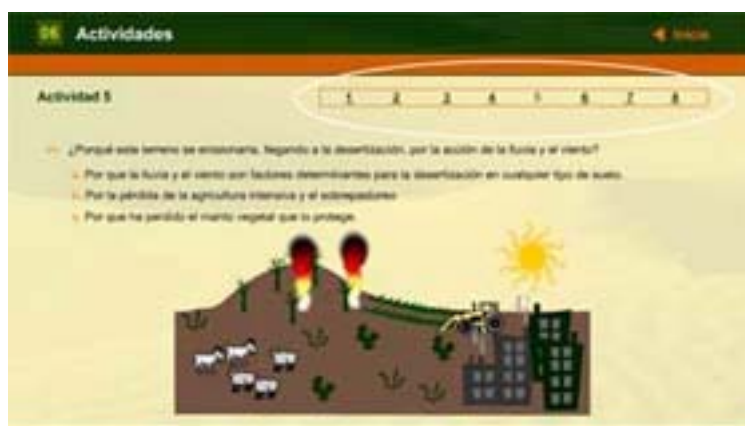 06 Actividades
Inicio
Actividad 5
1 2 3 4 5 6 7 8
¿Porqué este terreno se erosionaría, llegando a la desertización, por la acción de la lluvia y el viento?
Por que la lluvia y el viento son factores determinantes para la desertización en cualquier tipo de suelo.
Por la pérdida de la agricultura intensiva y el sobrepastoreo
Por que ha perdido el manto vegetal que lo protege.